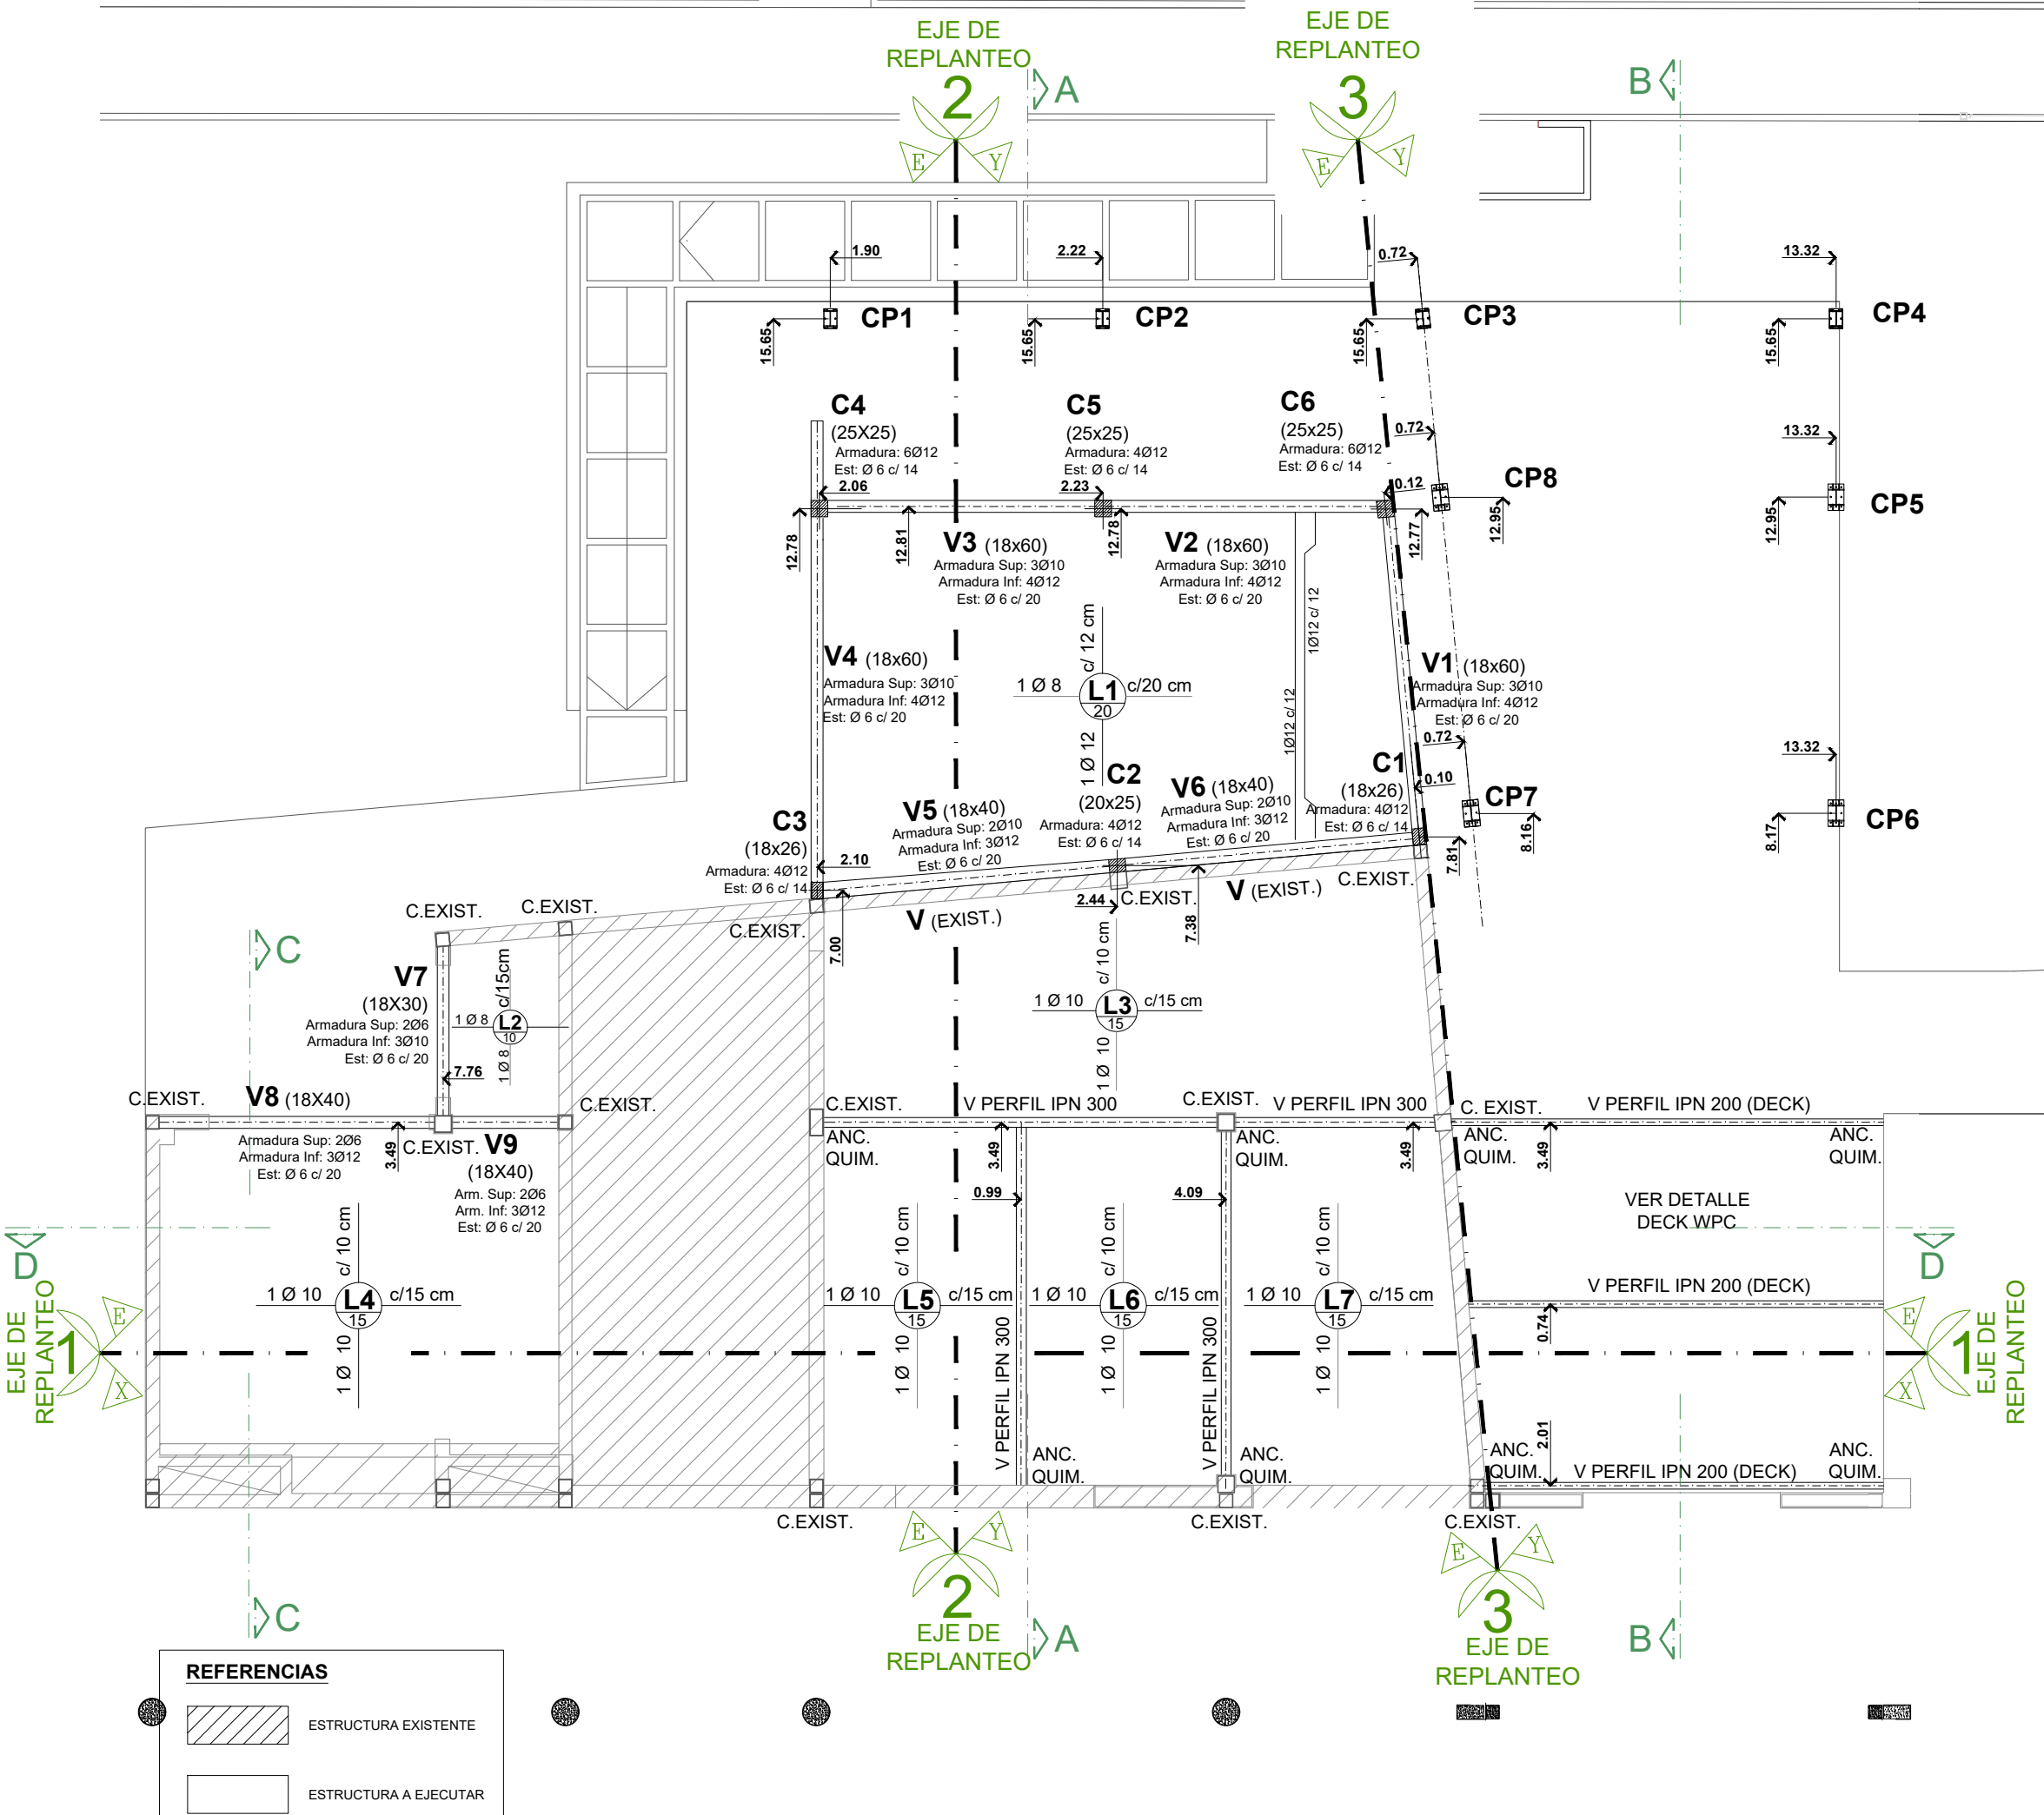 EJE DE
REPLANTEO
2
E
Y
A
EJE DE
REPLANTEO
3
E
Y
B
1.90
2.22
0.72
13.32
CP1
15.65
CP2
15.65
CP3
15.65
CP4
15.65
C4
(25X25)
Armadura: 6Ø12
Est: Ø 6 c/ 14
2.06
C5
(25x25)
Armadura: 4Ø12
Est: Ø 6 c/ 14
2.23
C6
(25x25)
Armadura: 6Ø12
Est: Ø 6 c/ 14
0.72
0.12
13.32
CP8
12.95
CP5
12.95
12.78
12.81
12.78
12.77
V3 (18x60)
Armadura Sup: 3Ø10
Armadura Inf: 4Ø12
Est: Ø 6 c/ 20
V2 (18x60)
Armadura Sup: 3Ø10
Armadura Inf: 4Ø12
Est: Ø 6 c/ 20
1Ø12 c/ 12
1Ø12 c/ 12
V4 (18x60)
Armadura Sup: 3Ø10
Armadura Inf: 4Ø12
Est: Ø 6 c/ 20
1 Ø 8
L1
20
c/20 cm
c/ 12 cm
1 Ø 12
V1 (18x60)
Armadura Sup: 3Ø10
Armadura Inf: 4Ø12
Est: Ø 6 c/ 20
0.72
0.10
13.32
C1
(18x26)
Armadura: 4Ø12
Est: Ø 6 c/ 14
CP7
8.16
7.81
CP6
8.17
C2
(20x25)
Armadura: 4Ø12
Est: Ø 6 c/ 14
V6 (18x40)
Armadura Sup: 2Ø10
Armadura Inf: 3Ø12
Est: Ø 6 c/ 20
V5 (18x40)
Armadura Sup: 2Ø10
Armadura Inf: 3Ø12
Est: Ø 6 c/ 20
C3
(18x26)
Armadura: 4Ø12
Est: Ø 6 c/ 14
2.10
7.00
2.44
7.38
C.EXIST.
C.EXIST.
C.EXIST.
C.EXIST.
C.EXIST.
V (EXIST.)
V (EXIST.)
C
V7
(18X30)
Armadura Sup: 2Ø6
Armadura Inf: 3Ø10
Est: Ø 6 c/ 20
7.76
1 Ø 8
L2
10
c/15cm
1 Ø 8
1 Ø 10
L3
15
c/15 cm
c/ 10 cm
1 Ø 10
C.EXIST.
V8 (18X40)
Armadura Sup: 2Ø6
Armadura Inf: 3Ø12
Est: Ø 6 c/ 20
3.49
C.EXIST.
V9
(18X40)
Arm. Sup: 2Ø6
Arm. Inf: 3Ø12
Est: Ø 6 c/ 20
C.EXIST.
C.EXIST.
V PERFIL IPN 300
C.EXIST.
V PERFIL IPN 300
C. EXIST.
V PERFIL IPN 200 (DECK)
ANC.
QUIM.
3.49
ANC.
QUIM.
3.49
ANC.
QUIM.
3.49
ANC.
QUIM.
0.99
4.09
VER DETALLE
DECK WPC
D
D
1 Ø 10
L4
15
c/15 cm
c/ 10 cm
1 Ø 10
1 Ø 10
L5
15
c/15 cm
c/ 10 cm
1 Ø 10
1 Ø 10
L6
15
c/15 cm
c/ 10 cm
1 Ø 10
1 Ø 10
L7
15
c/15 cm
c/ 10 cm
1 Ø 10
V PERFIL IPN 300
V PERFIL IPN 300
V PERFIL IPN 200 (DECK)
0.74
EJE DE
REPLANTEO
1
E
X
EJE DE
REPLANTEO
1
E
X
ANC.
QUIM.
ANC.
QUIM.
ANC.
QUIM.
2.01
V PERFIL IPN 200 (DECK)
ANC.
QUIM.
C.EXIST.
C.EXIST.
C.EXIST.
E
Y
2
EJE DE
REPLANTEO
A
E
Y
3
EJE DE
REPLANTEO
B
C
REFERENCIAS
ESTRUCTURA EXISTENTE
ESTRUCTURA A EJECUTAR